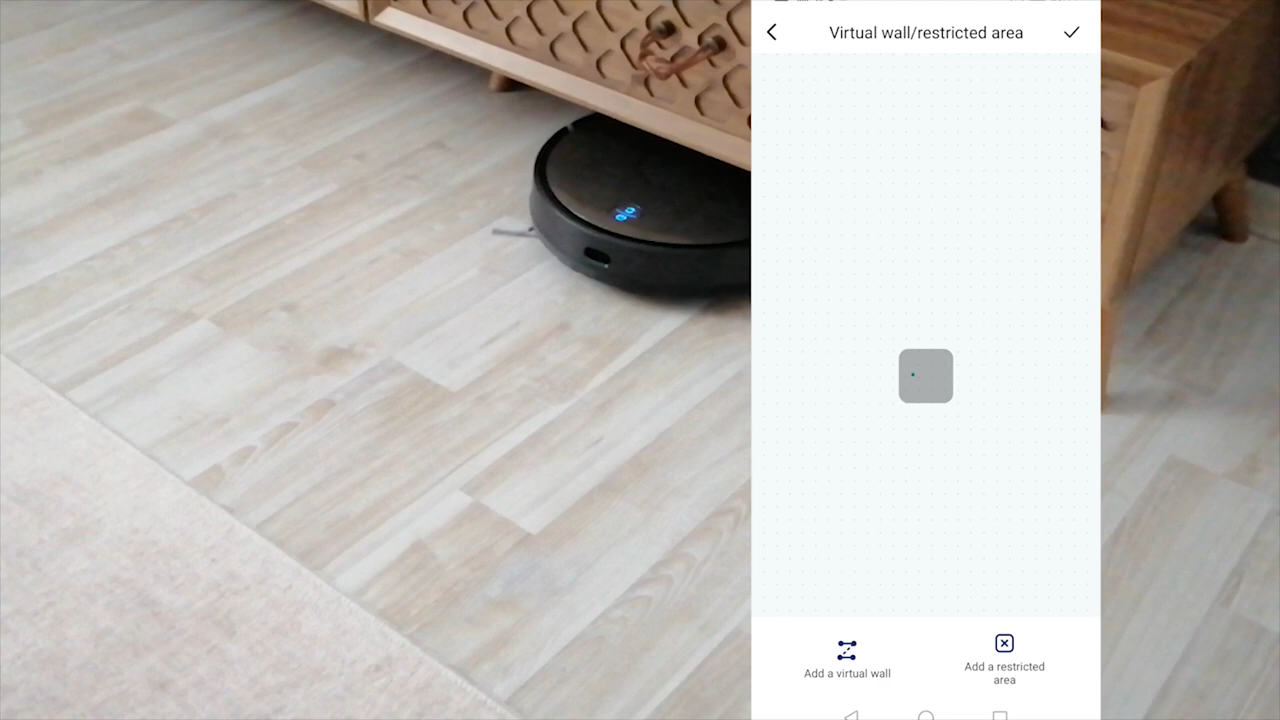 Virtual wall/restricted area
Add a virtual wall
Add a restricted
area